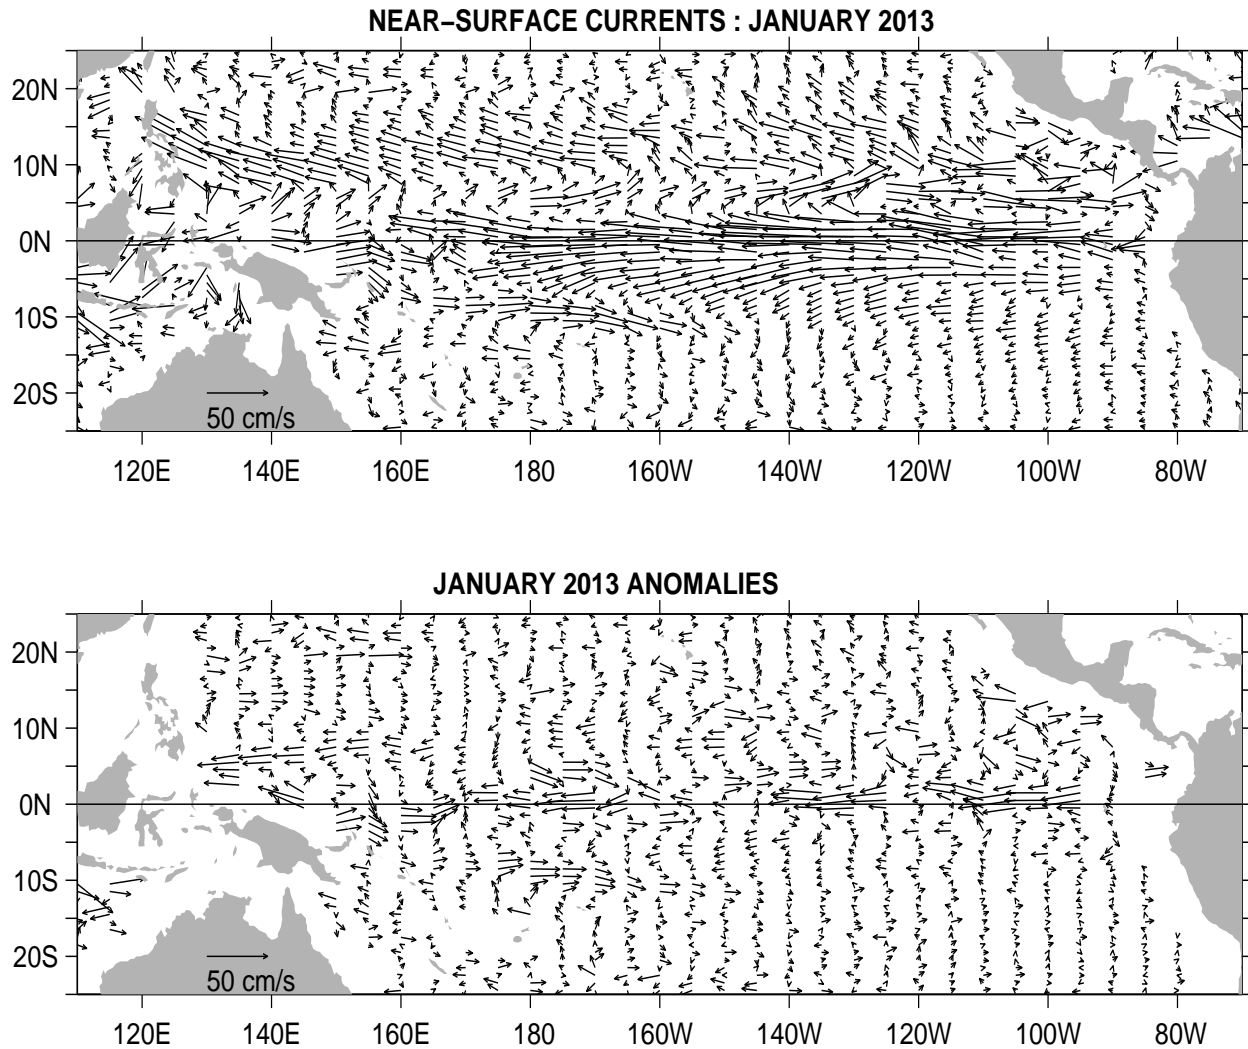 NEAR−SURFACE CURRENTS : JANUARY 2013
20N
10N
0N
10S
20S
50 cm/s
120E 140E 160E 180 160W 140W 120W 100W 80W
JANUARY 2013 ANOMALIES
20N
10N
0N
10S
20S
50 cm/s
120E 140E 160E 180 160W 140W 120W 100W 80W